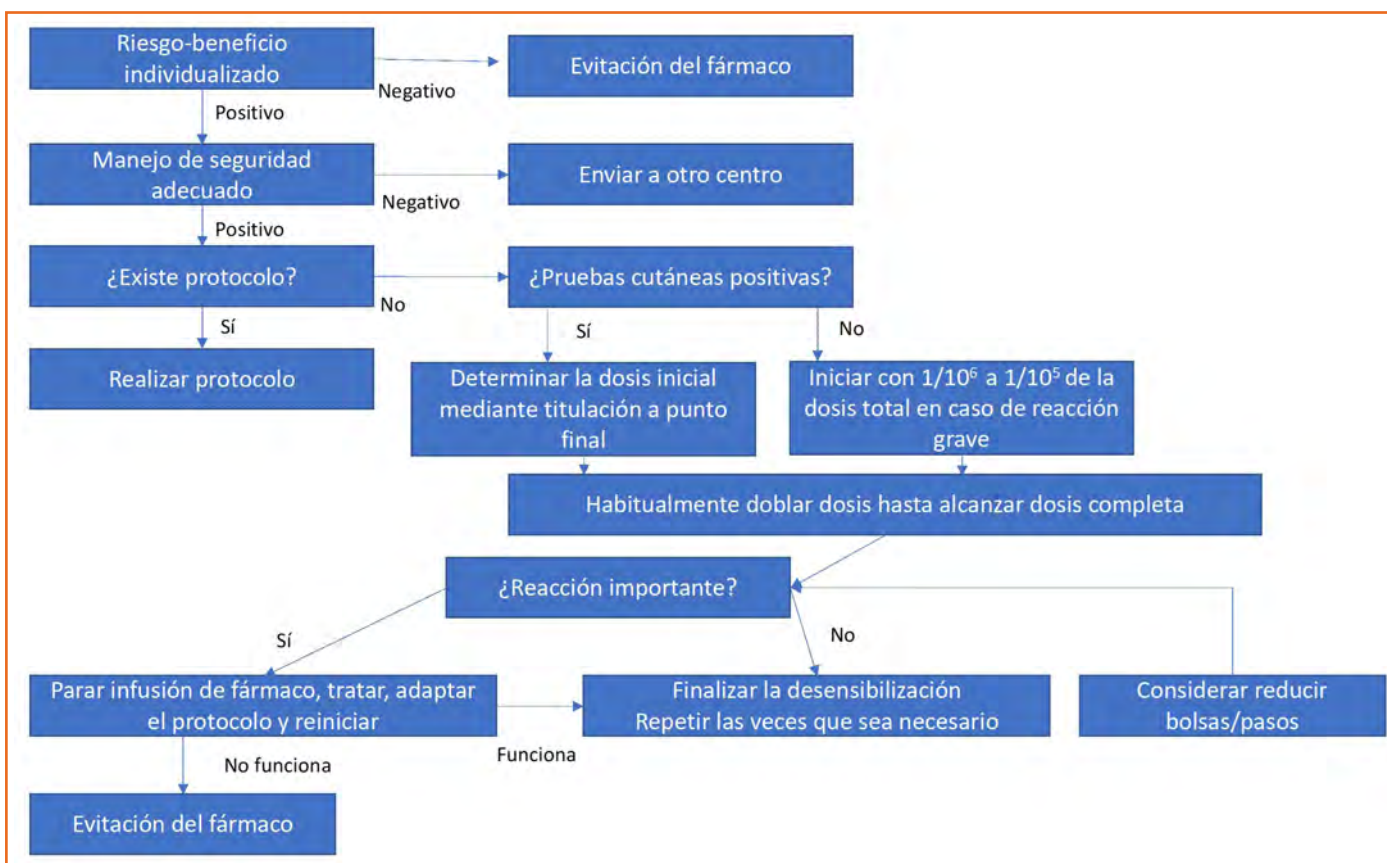 Riesgo-beneficio
individualizado
Evitación del fármaco
Negativo
Positivo
Manejo de seguridad
adecuado
Enviar a otro centro
Negativo
Positivo
¿Existe protocolo?
¿Pruebas cutáneas positivas?
No
Sí
Sí
No
Realizar protocolo
Determinar la dosis inicial
mediante titulación a punto
final
Iniciar con 1/10⁶ a 1/10⁵ de la
dosis total en caso de reacción
grave
Habitualmente doblar dosis hasta alcanzar dosis completa
¿Reacción importante?
Sí
No
Parar infusión de fármaco, tratar, adaptar
el protocolo y reiniciar
Finalizar la desensibilización
Repetir las veces que sea necesario
Considerar reducir
bolsas/pasos
Funciona
No funciona
Evitación del fármaco